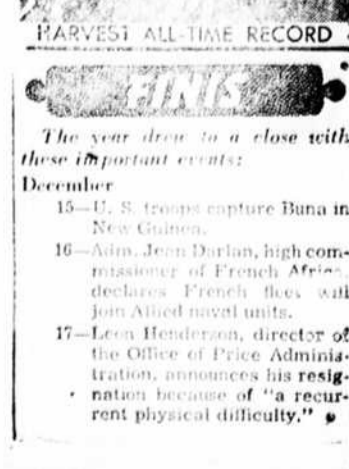 HARVEST ALL-TIME RECORD
FINIS
The year drew to a close with
these important events:
December
15—U. S. troops capture Buna in
New Guinea.
16—Adm. Jean Darlan, high com-
missioner of French Africa,
declares French fleet will
join Allied naval units.
17—Leon Henderson, director of
the Office of Price Adminis-
tration, announces his resig-
nation because of "a recur-
rent physical difficulty."